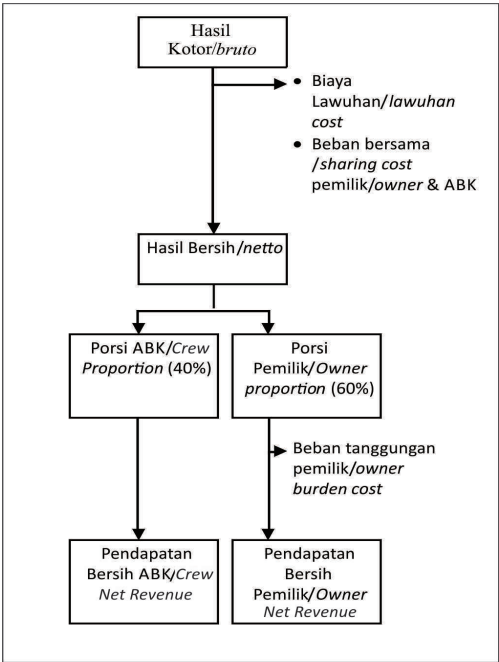 Hasil
Kotor/bruto
• Biaya
Lawuhan/lawuhan
cost
• Beban bersama
/sharing cost
pemilik/owner & ABK
Hasil Bersih/netto
Porsi ABK/Crew
Proportion (40%)
Porsi
Pemilik/Owner
proportion (60%)
Beban tanggungan
pemilik/owner
burden cost
Pendapatan
Bersih ABK/Crew
Net Revenue
Pendapatan
Bersih
Pemilik/Owner
Net Revenue